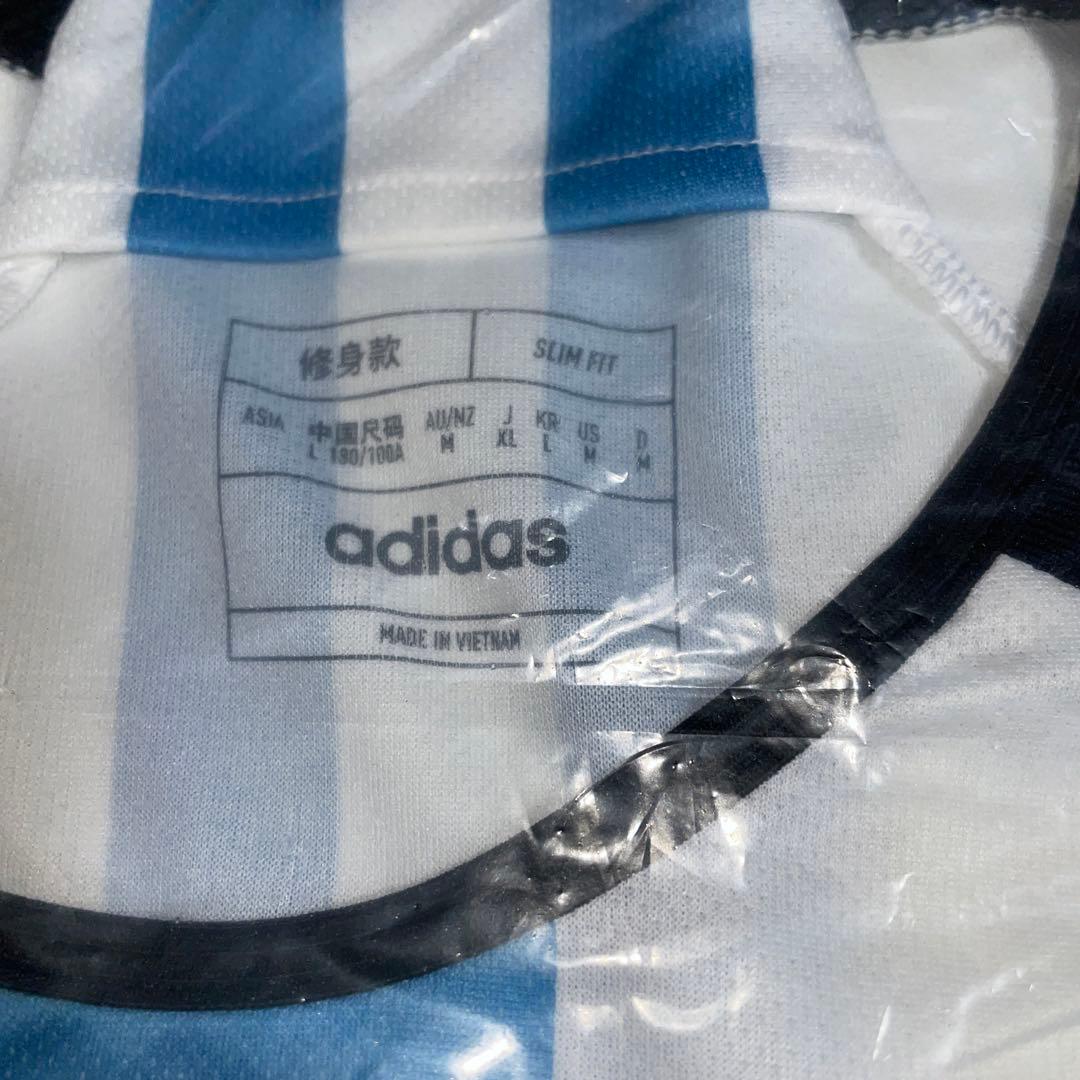 修身款 SLIM FIT
ASIA 中国尺码 AU/NZ J KR US D
L 180/100A M XL L M M
adidas
MADE IN VIETNAM